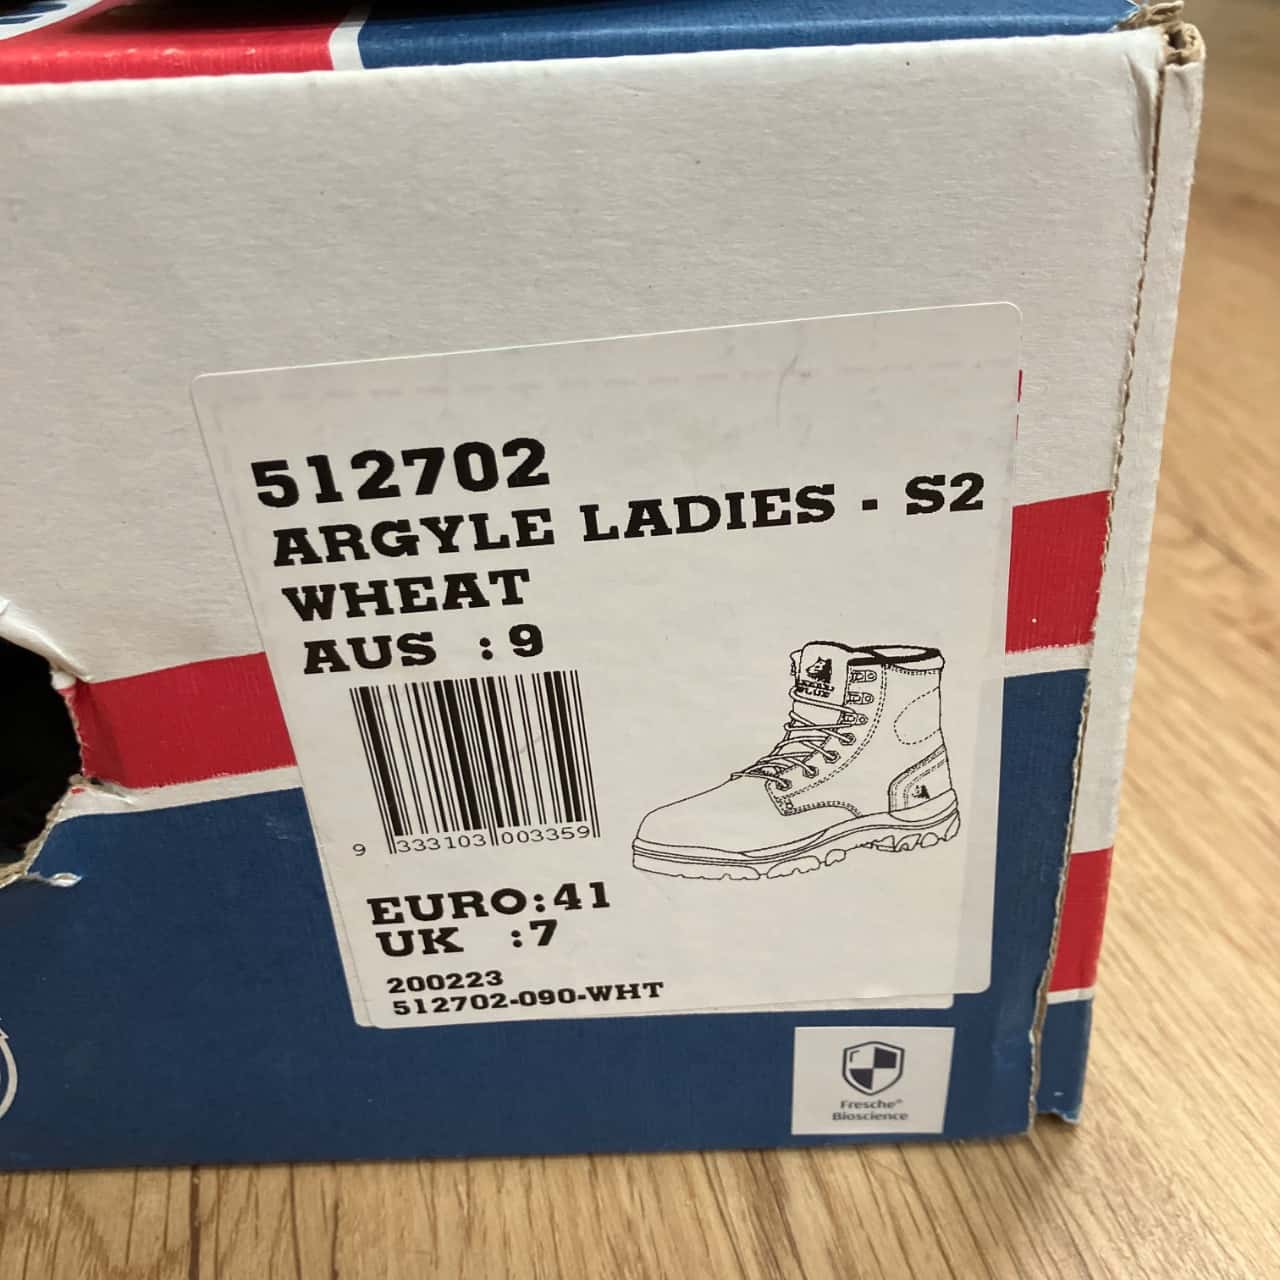 512702
ARGYLE LADIES - S2
WHEAT
AUS : 9
9 333103 003359
EURO:41
UK :7
200223
512702-090-WHT
BLUE
Fresche®
Bioscience